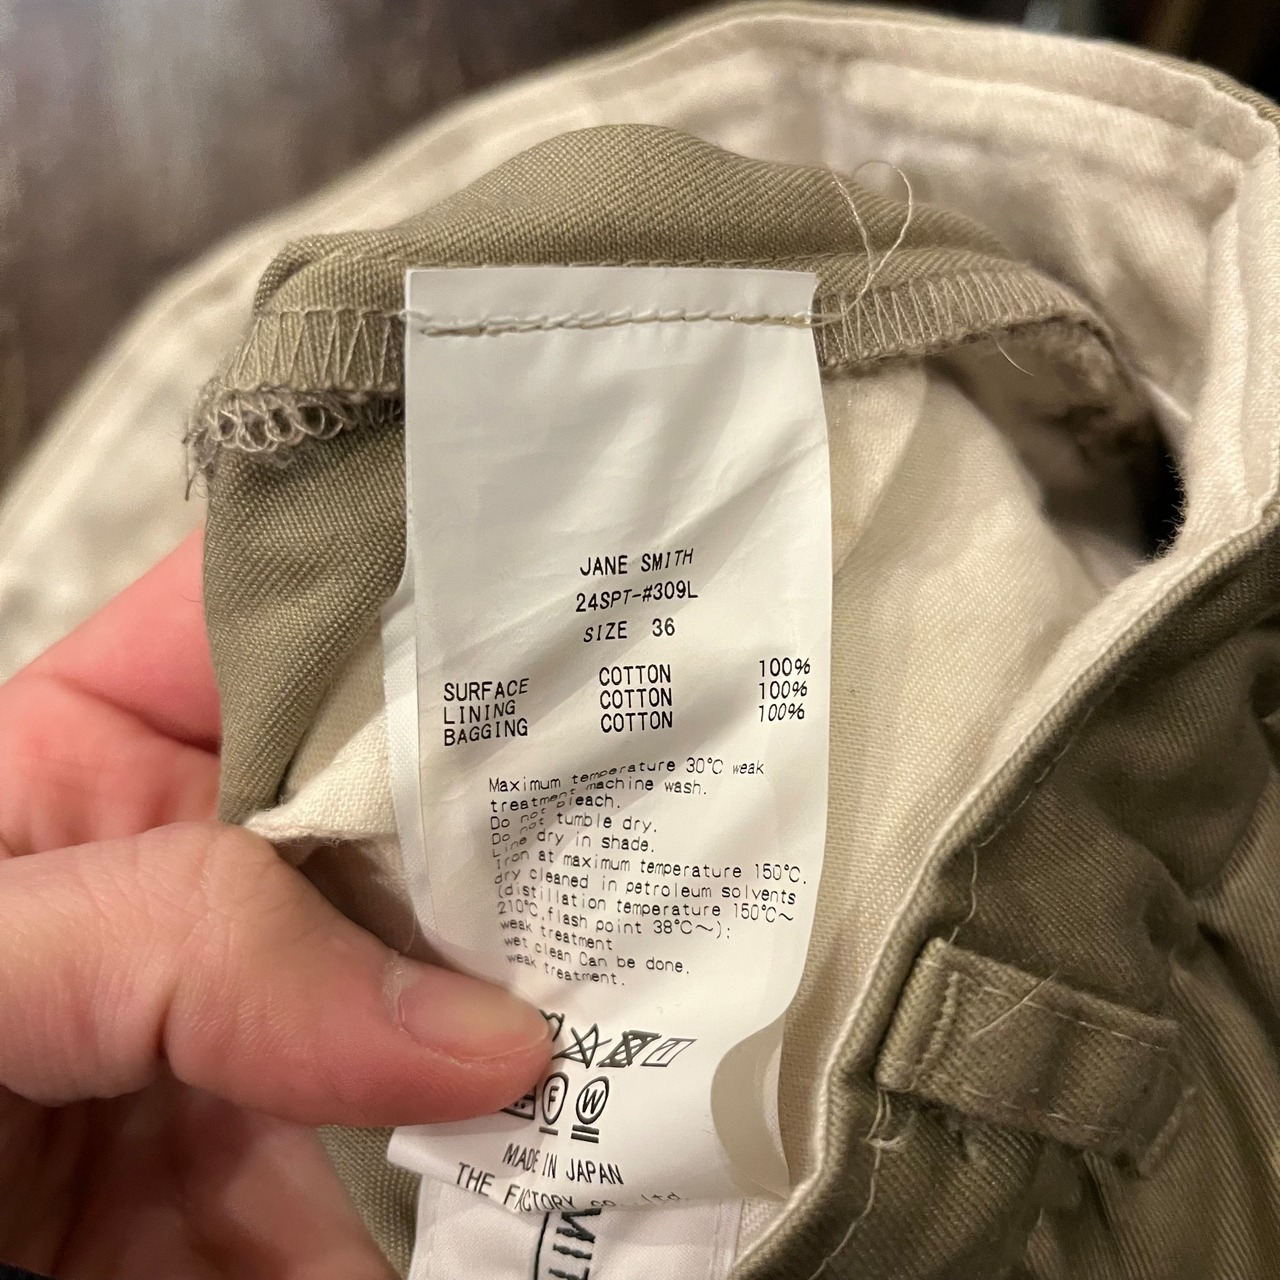 JANE SMITH
24SPT-#309L
SIZE 36
SURFACE COTTON 100%
LINING COTTON 100%
BAGGING COTTON 100%
Maximum temperature 30℃ weak
treatment machine wash.
Do not bleach.
Do not tumble dry.
Line dry in shade.
Iron at maximum temperature 150℃.
dry cleaned in petroleum solvents
(distillation temperature 150℃~
210℃.flash point 38℃~);
weak treatment
wet clean Can be done.
weak treatment.
F W
MADE IN JAPAN
THE FACTORY co.,ltd.
MIT